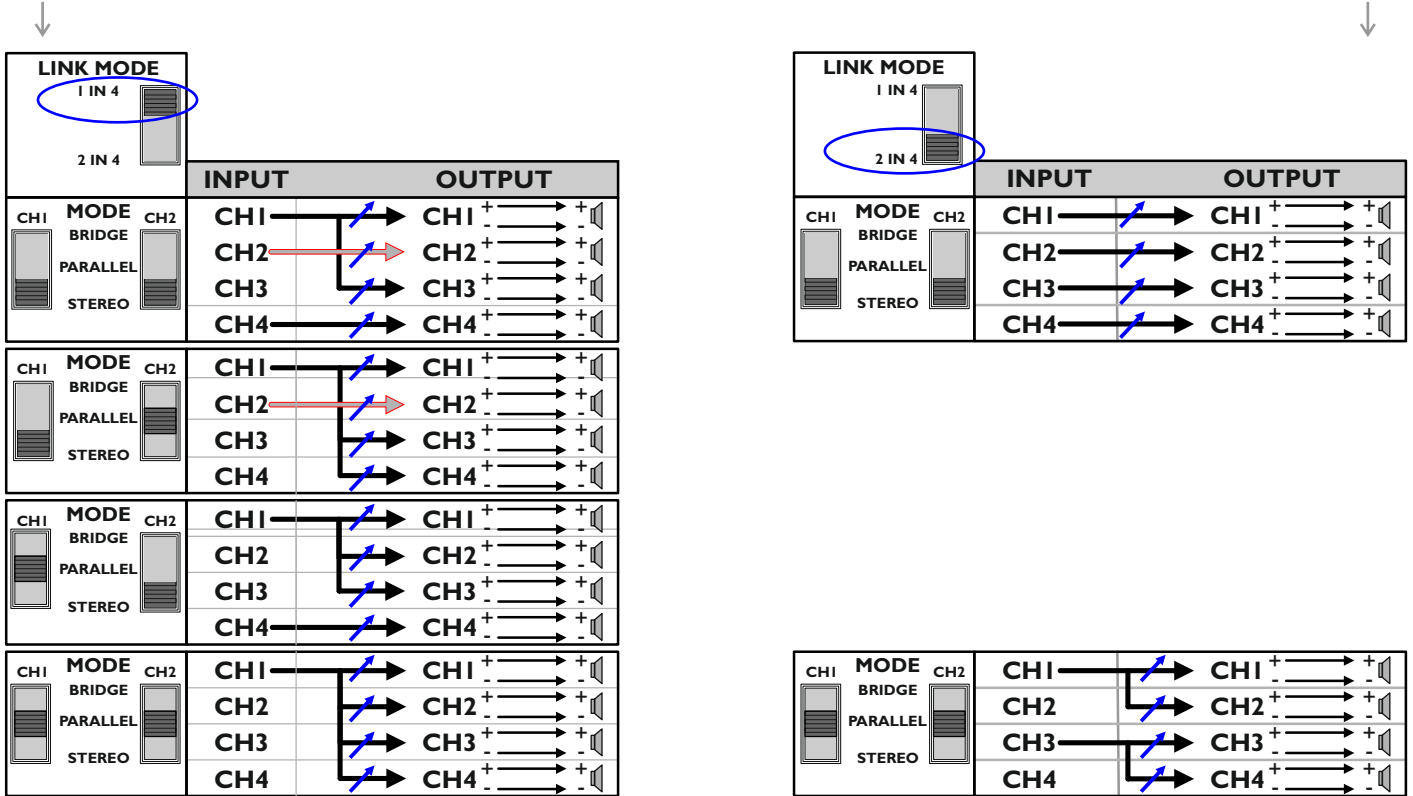 LINK MODE
1 IN 4
2 IN 4
INPUT OUTPUT
CH1 MODE CH2
BRIDGE
PARALLEL
STEREO
CH1 CH1 + - + -
CH2 CH2 + - + -
CH3 CH3 + - + -
CH4 CH4 + - + -
CH1 MODE CH2
BRIDGE
PARALLEL
STEREO
CH1 CH1 + - + -
CH2 CH2 + - + -
CH3 CH3 + - + -
CH4 CH4 + - + -
CH1 MODE CH2
BRIDGE
PARALLEL
STEREO
CH1 CH1 + - + -
CH2 CH2 + - + -
CH3 CH3 + - + -
CH4 CH4 + - + -
CH1 MODE CH2
BRIDGE
PARALLEL
STEREO
CH1 CH1 + - + -
CH2 CH2 + - + -
CH3 CH3 + - + -
CH4 CH4 + - + -
LINK MODE
1 IN 4
2 IN 4
INPUT OUTPUT
CH1 MODE CH2
BRIDGE
PARALLEL
STEREO
CH1 CH1 + - + -
CH2 CH2 + - + -
CH3 CH3 + - + -
CH4 CH4 + - + -
CH1 MODE CH2
BRIDGE
PARALLEL
STEREO
CH1 CH1 + - + -
CH2 CH2 + - + -
CH3 CH3 + - + -
CH4 CH4 + - + -